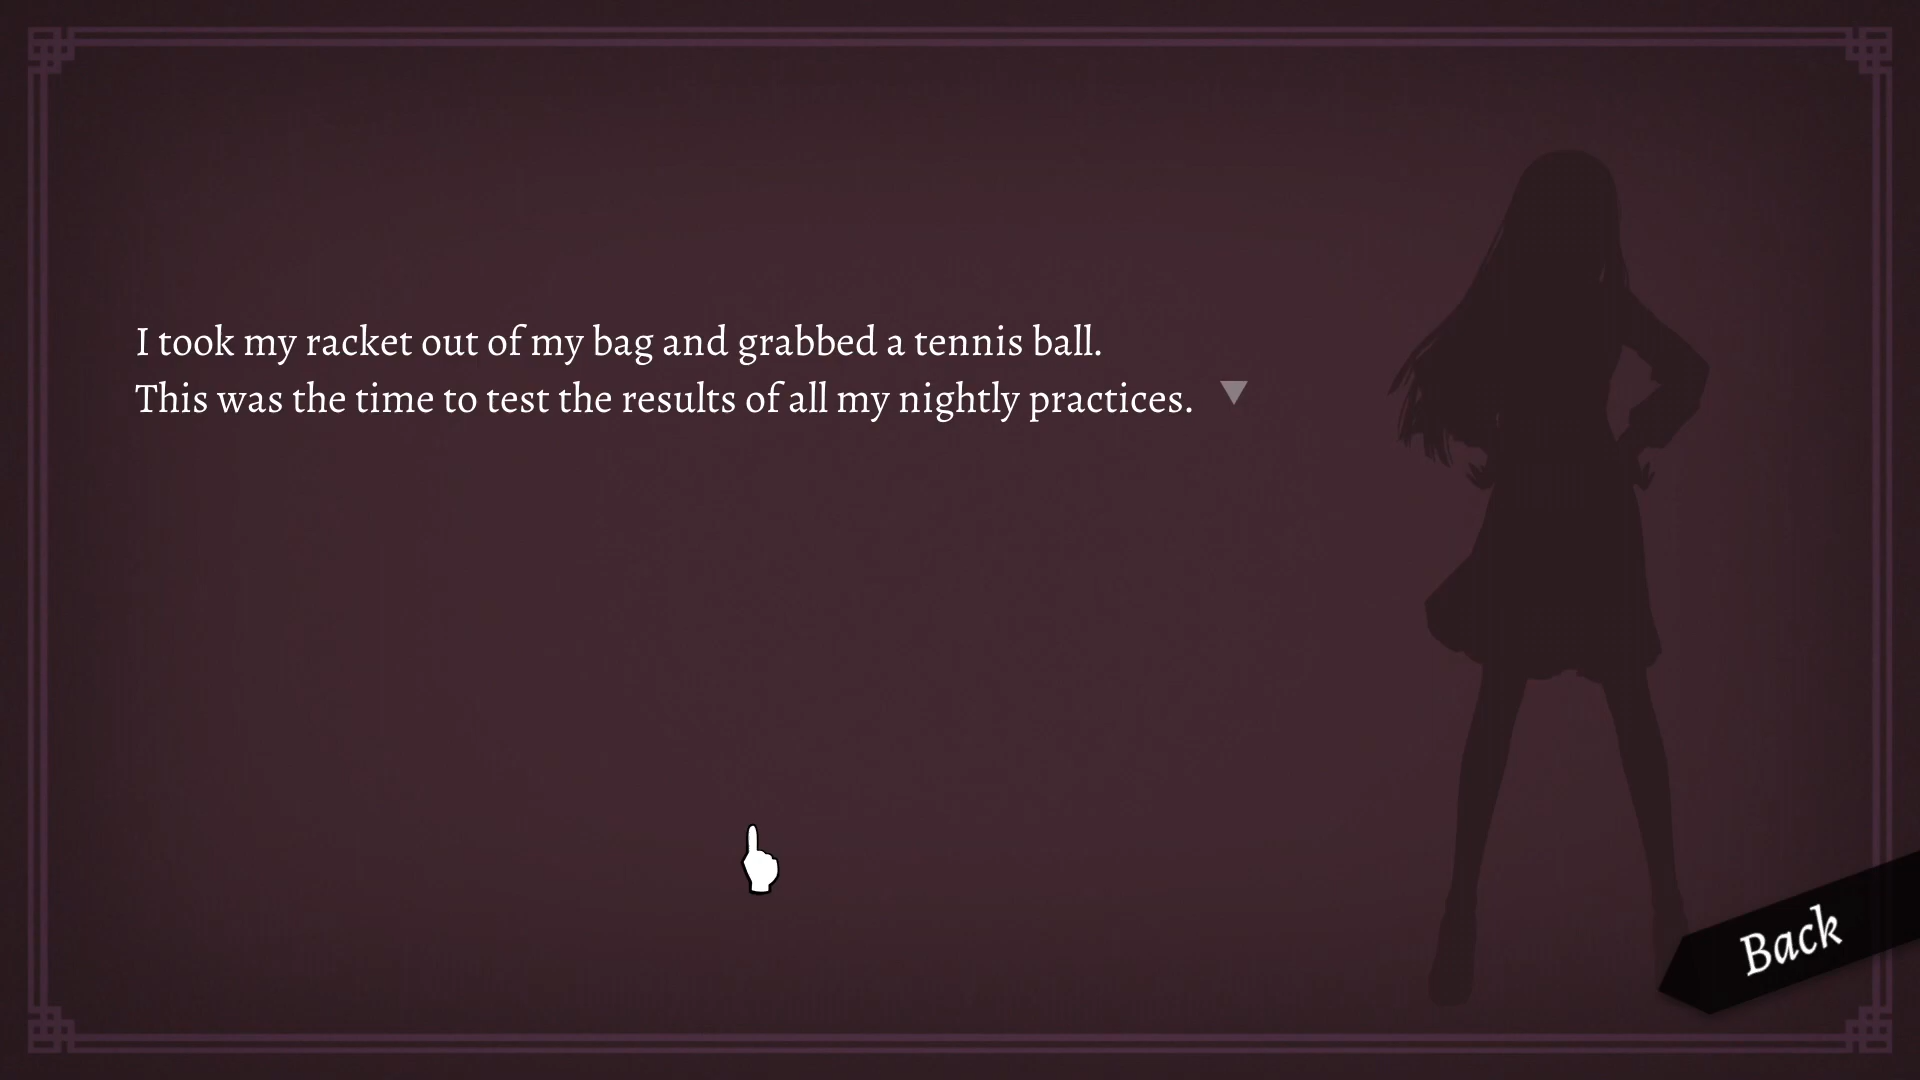 I took my racket out of my bag and grabbed a tennis ball.
This was the time to test the results of all my nightly practices.
Back